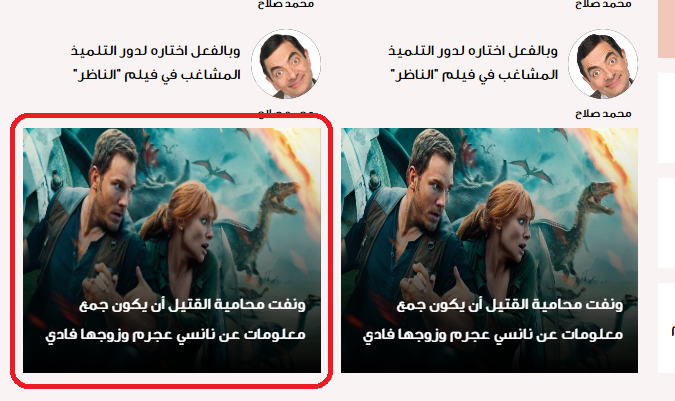 محمد صلاح
محمد صلاح
وبالفعل اختاره لدور التلميذ
المشاغب في فيلم "الناظر"
محمد صلاح
وبالفعل اختاره لدور التلميذ
المشاغب في فيلم "الناظر"
محمد صلاح
ونفت محامية القتيل أن يكون جمع
معلومات عن نانسي عجرم وزوجها فادي
ونفت محامية القتيل أن يكون جمع
معلومات عن نانسي عجرم وزوجها فادي